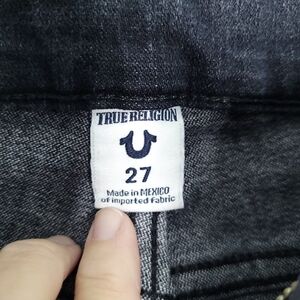 TRUE RELIGION
27
Made in MEXICO
of imported fabric